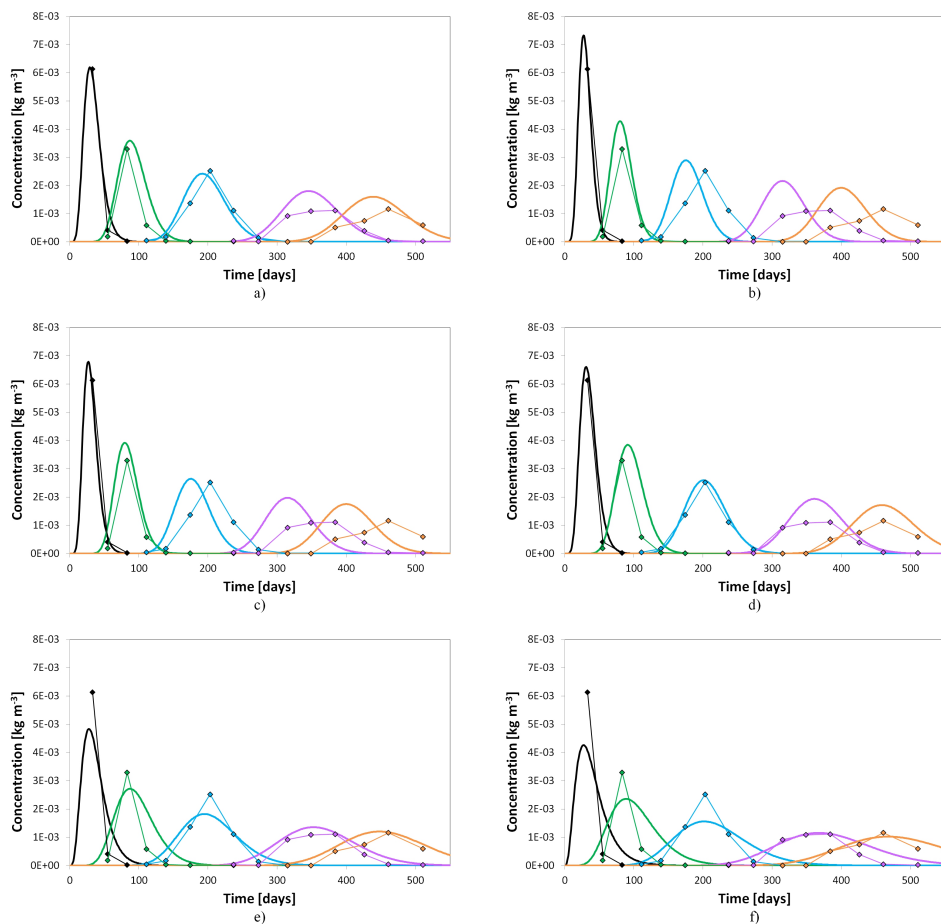 8E-03
7E-03
6E-03
5E-03
4E-03
3E-03
2E-03
1E-03
0E+00
Concentration [kg m⁻³]
0 100 200 300 400 500
Time [days]
a)
8E-03
7E-03
6E-03
5E-03
4E-03
3E-03
2E-03
1E-03
0E+00
Concentration [kg m⁻³]
0 100 200 300 400 500
Time [days]
b)
8E-03
7E-03
6E-03
5E-03
4E-03
3E-03
2E-03
1E-03
0E+00
Concentration [kg m⁻³]
0 100 200 300 400 500
Time [days]
c)
8E-03
7E-03
6E-03
5E-03
4E-03
3E-03
2E-03
1E-03
0E+00
Concentration [kg m⁻³]
0 100 200 300 400 500
Time [days]
d)
8E-03
7E-03
6E-03
5E-03
4E-03
3E-03
2E-03
1E-03
0E+00
Concentration [kg m⁻³]
0 100 200 300 400 500
Time [days]
e)
8E-03
7E-03
6E-03
5E-03
4E-03
3E-03
2E-03
1E-03
0E+00
Concentration [kg m⁻³]
0 100 200 300 400 500
Time [days]
f)